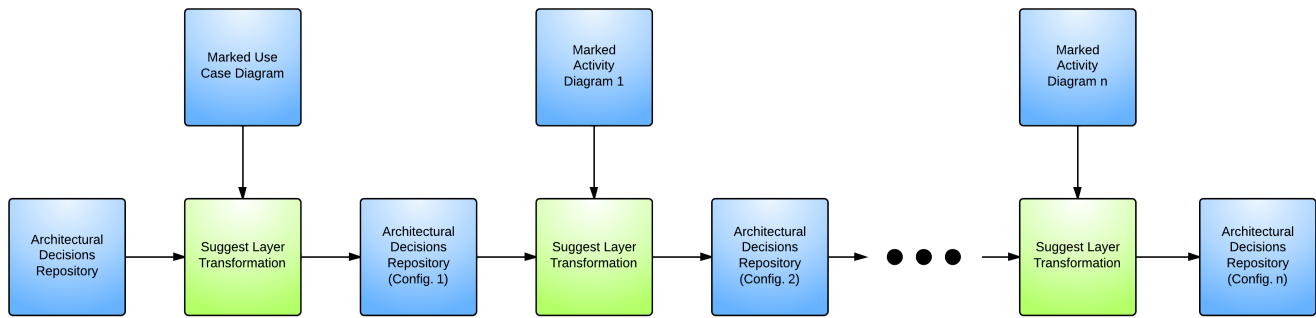 Marked Use
Case Diagram
Marked
Activity
Diagram 1
Marked
Activity
Diagram n
Architectural
Decisions
Repository
Suggest Layer
Transformation
Architectural
Decisions
Repository
(Config. 1)
Suggest Layer
Transformation
Architectural
Decisions
Repository
(Config. 2)
Suggest Layer
Transformation
Architectural
Decisions
Repository
(Config. n)